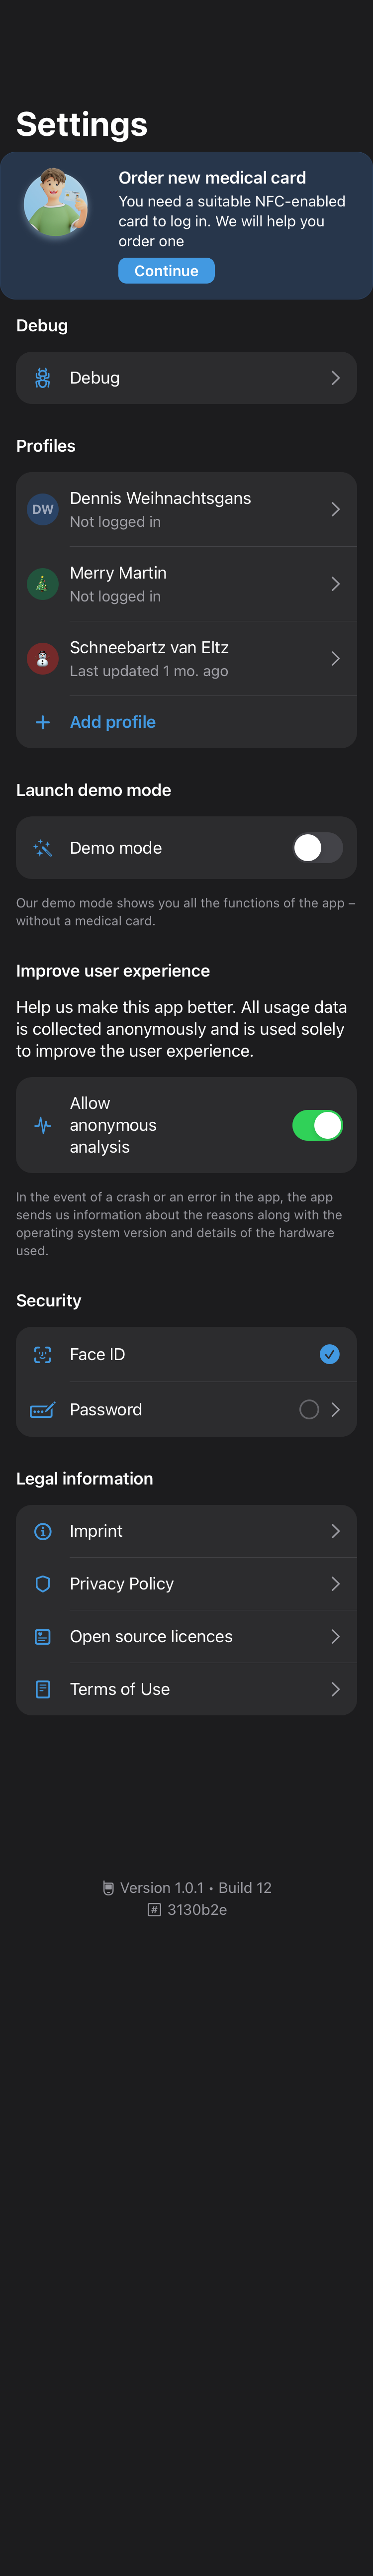 Settings
Order new medical card
You need a suitable NFC-enabled
card to log in. We will help you
order one
Continue
Debug
Debug
Profiles
DW
Dennis Weihnachtsgans
Not logged in
Merry Martin
Not logged in
Schneebartz van Eltz
Last updated 1 mo. ago
Add profile
Launch demo mode
Demo mode
Our demo mode shows you all the functions of the app –
without a medical card.
Improve user experience
Help us make this app better. All usage data
is collected anonymously and is used solely
to improve the user experience.
Allow
anonymous
analysis
In the event of a crash or an error in the app, the app
sends us information about the reasons along with the
operating system version and details of the hardware
used.
Security
Face ID
Password
Legal information
Imprint
Privacy Policy
Open source licences
Terms of Use
Version 1.0.1 • Build 12
# 3130b2e